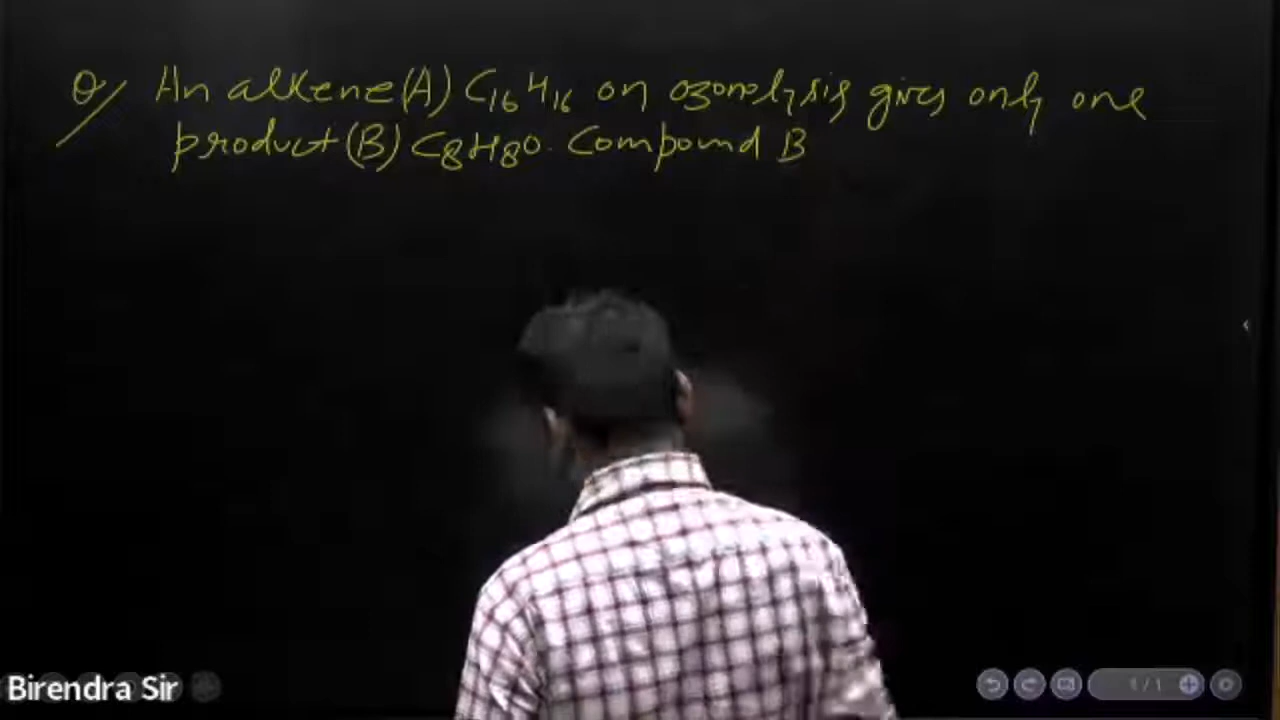 Q/ An alkene(A) C₁₆H₁₆ on ozonolysis gives only one
product(B) C₈H₈O. Compound B
Birendra Sir
1/1